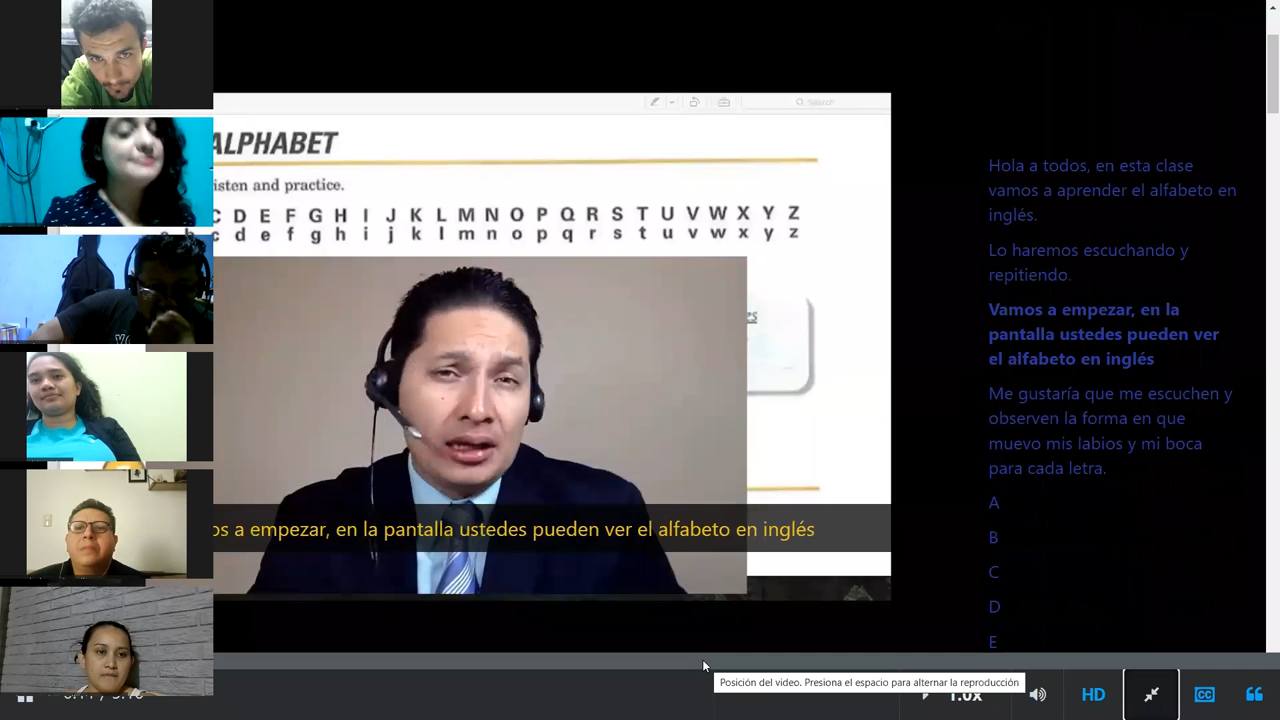 Search
ALPHABET
isten and practice.
C D E F G H I J K L M N O P Q R S T U V W X Y Z
c d e f g h i j k l m n o p q r s t u v w x y z
os a empezar, en la pantalla ustedes pueden ver el alfabeto en inglés
Hola a todos, en esta clase
vamos a aprender el alfabeto en
inglés.
Lo haremos escuchando y
repitiendo.
Vamos a empezar, en la
pantalla ustedes pueden ver
el alfabeto en inglés
Me gustaría que me escuchen y
observen la forma en que
muevo mis labios y mi boca
para cada letra.
A
B
C
D
E
Posición del video. Presiona el espacio para alternar la reproducción
1.0x
HD
CC